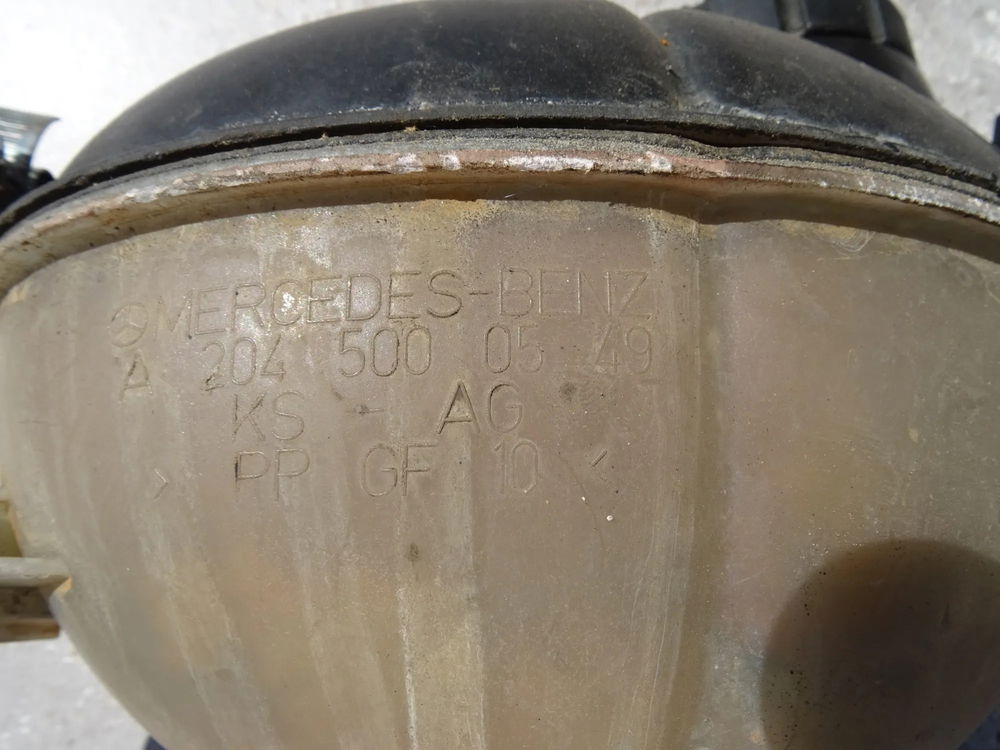 MERCEDES-BENZ
A 204 500 05 49
KS - AG
> PP GF 10 <